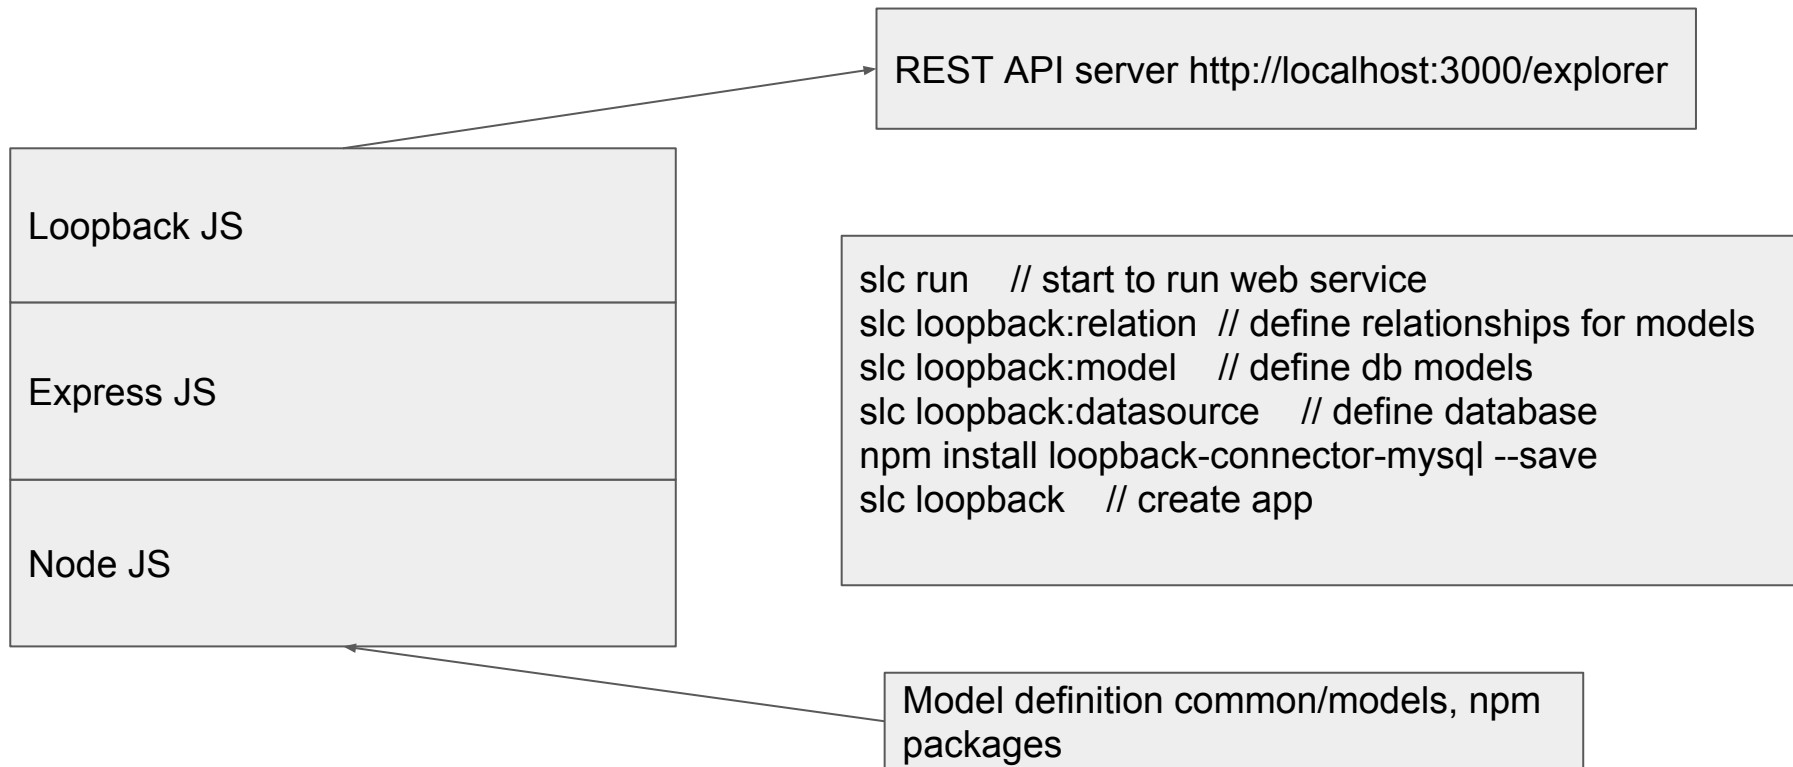 REST API server http://localhost:3000/explorer
Loopback JS
Express JS
Node JS
slc run // start to run web service
slc loopback:relation // define relationships for models
slc loopback:model // define db models
slc loopback:datasource // define database
npm install loopback-connector-mysql --save
slc loopback // create app
Model definition common/models, npm
packages